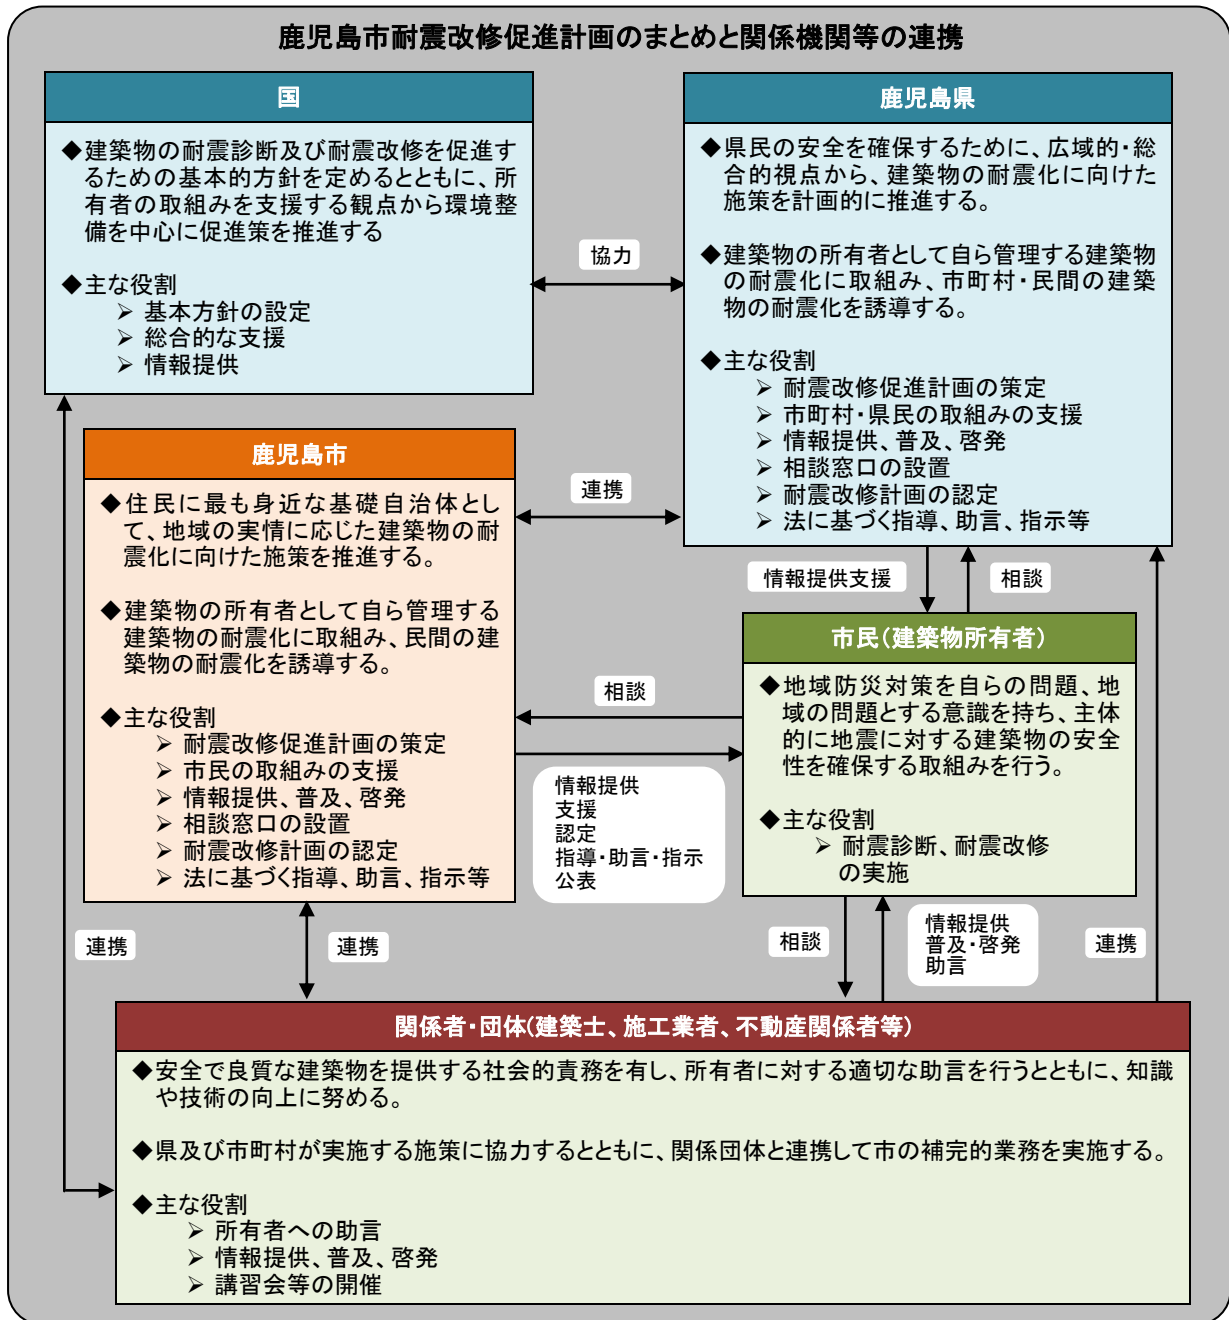 鹿児島市耐震改修促進計画のまとめと関係機関等の連携
国
◆建築物の耐震診断及び耐震改修を促進す
るための基本的方針を定めるとともに、所
有者の取組みを支援する観点から環境整
備を中心に促進策を推進する
◆主な役割
➢ 基本方針の設定
➢ 総合的な支援
➢ 情報提供
協力
鹿児島県
◆県民の安全を確保するために、広域的・総
合的視点から、建築物の耐震化に向けた
施策を計画的に推進する。
◆建築物の所有者として自ら管理する建築物
の耐震化に取組み、市町村・民間の建築
物の耐震化を誘導する。
◆主な役割
➢ 耐震改修促進計画の策定
➢ 市町村・県民の取組みの支援
➢ 情報提供、普及、啓発
➢ 相談窓口の設置
➢ 耐震改修計画の認定
➢ 法に基づく指導、助言、指示等
鹿児島市
◆住民に最も身近な基礎自治体とし
て、地域の実情に応じた建築物の耐
震化に向けた施策を推進する。
◆建築物の所有者として自ら管理する
建築物の耐震化に取組み、民間の建
築物の耐震化を誘導する。
◆主な役割
➢ 耐震改修促進計画の策定
➢ 市民の取組みの支援
➢ 情報提供、普及、啓発
➢ 相談窓口の設置
➢ 耐震改修計画の認定
➢ 法に基づく指導、助言、指示等
連携
情報提供支援
相談
市民(建築物所有者)
◆地域防災対策を自らの問題、地
域の問題とする意識を持ち、主体
的に地震に対する建築物の安全
性を確保する取組みを行う。
◆主な役割
➢ 耐震診断、耐震改修
の実施
相談
情報提供
支援
認定
指導・助言・指示
公表
連携
連携
相談
情報提供
普及・啓発
助言
連携
関係者・団体(建築士、施工業者、不動産関係者等)
◆安全で良質な建築物を提供する社会的責務を有し、所有者に対する適切な助言を行うとともに、知識
や技術の向上に努める。
◆県及び市町村が実施する施策に協力するとともに、関係団体と連携して市の補完的業務を実施する。
◆主な役割
➢ 所有者への助言
➢ 情報提供、普及、啓発
➢ 講習会等の開催